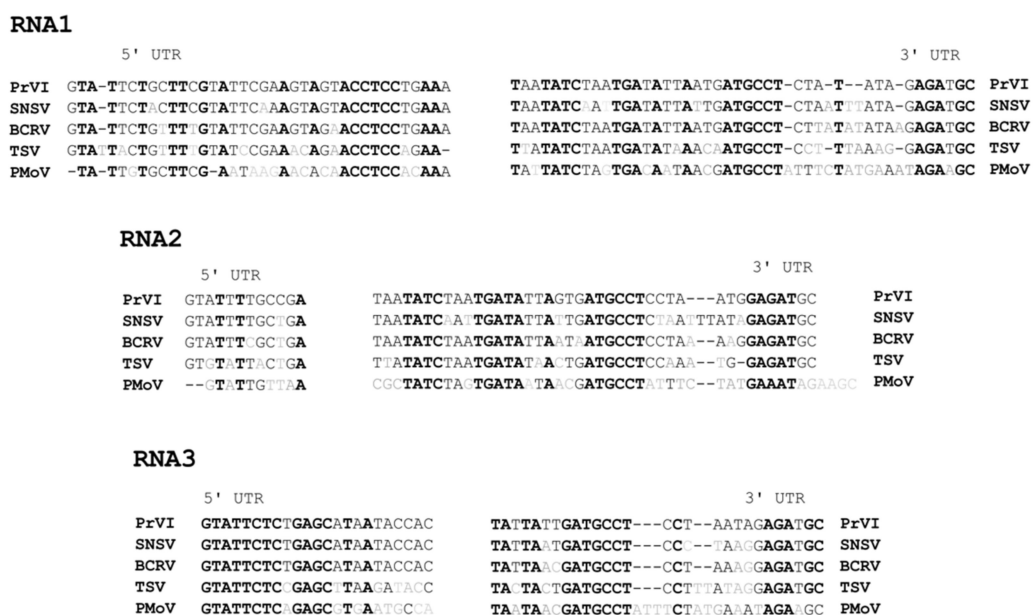 RNA1
5' UTR 3' UTR
PrVI GTA-TTCTGCTTCGTATTCGAAGTAGTACCTCCTGAAA TAATATCTAATGATATTAATGATGCCT-CTA-T--ATA-GAGATGC PrVI
SNSV GTA-TTCTACTTCGTATTCAAAGTAGTACCTCCTGAAA TAATATCAATTGATATTAATGATGCCT-CTAATTTATA-GAGATGC SNSV
BCRV GTA-TTCTGTTTTGTATTCGAAGTAGAACCTCCTGAAA TAATATCTAATGATATTAATGATGCCT-CTTATATATAAGAGATGC BCRV
TSV GTATTACTGTTTTGTATCCGAAACAGAACCTCCAGAA- TTATATCTAATGATATAAACAATGCCT-CCT-TTAAAG-GAGATGC TSV
PMoV -TA-TTGTGCTTCG-AATAAGAACACAACCTCCACAAA TATTATCTAGTGACAATAACGATGCCTATTTCTATGAAATAGAAGC PMoV
RNA2
5' UTR 3' UTR
PrVI GTATTTTGCCGA TAATATCTAATGATATTAGTGATGCCTCCTA---ATGGAGATGC PrVI
SNSV GTATTTTGCTGA TAATATCAATTGATATTATTGATGCCTCTAATTTATAGAGATGC SNSV
BCRV GTATTTCGCTGA TAATATCTAATGATATTAATAATGCCTCCTAA--AAGGAGATGC BCRV
TSV GTGTATTACTGA TTATATCTAATGATATAACTGATGCCTCCAAA--TG-GAGATGC TSV
PMoV --GTATTGTTAA CGCTATCTAGTGATAATAACGATGCCTATTTC--TATGAAATAGAAGC PMoV
RNA3
5' UTR 3' UTR
PrVI GTATTCTCTGAGCATAATACCAC TATTATTGATGCCT---CCT--AATAGAGATGC PrVI
SNSV GTATTCTCTGAGCATAATACCAC TATTAATGATGCCT---CCC--TAAGGAGATGC SNSV
BCRV GTATTCTCTGAGCATAATACCAC TATTAACGATGCCT---CCT--AAAGGAGATGC BCRV
TSV GTATTCTCCGAGCTTAAGATACC TACTACTGATGCCT---CCTTTATAGGAGATGC TSV
PMoV GTATTCTCAGAGCGTGAATGCCA TAATAACGATGCCTATTTCTATGAAATAGAAGC PMoV